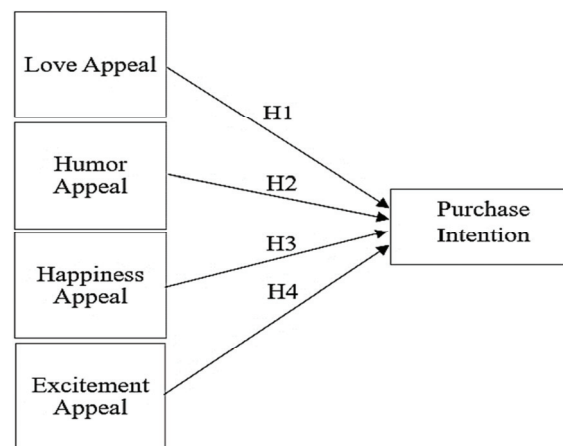 Love Appeal
H1
Humor
Appeal
H2
Purchase
Intention
Happiness
Appeal
H3
H4
Excitement
Appeal